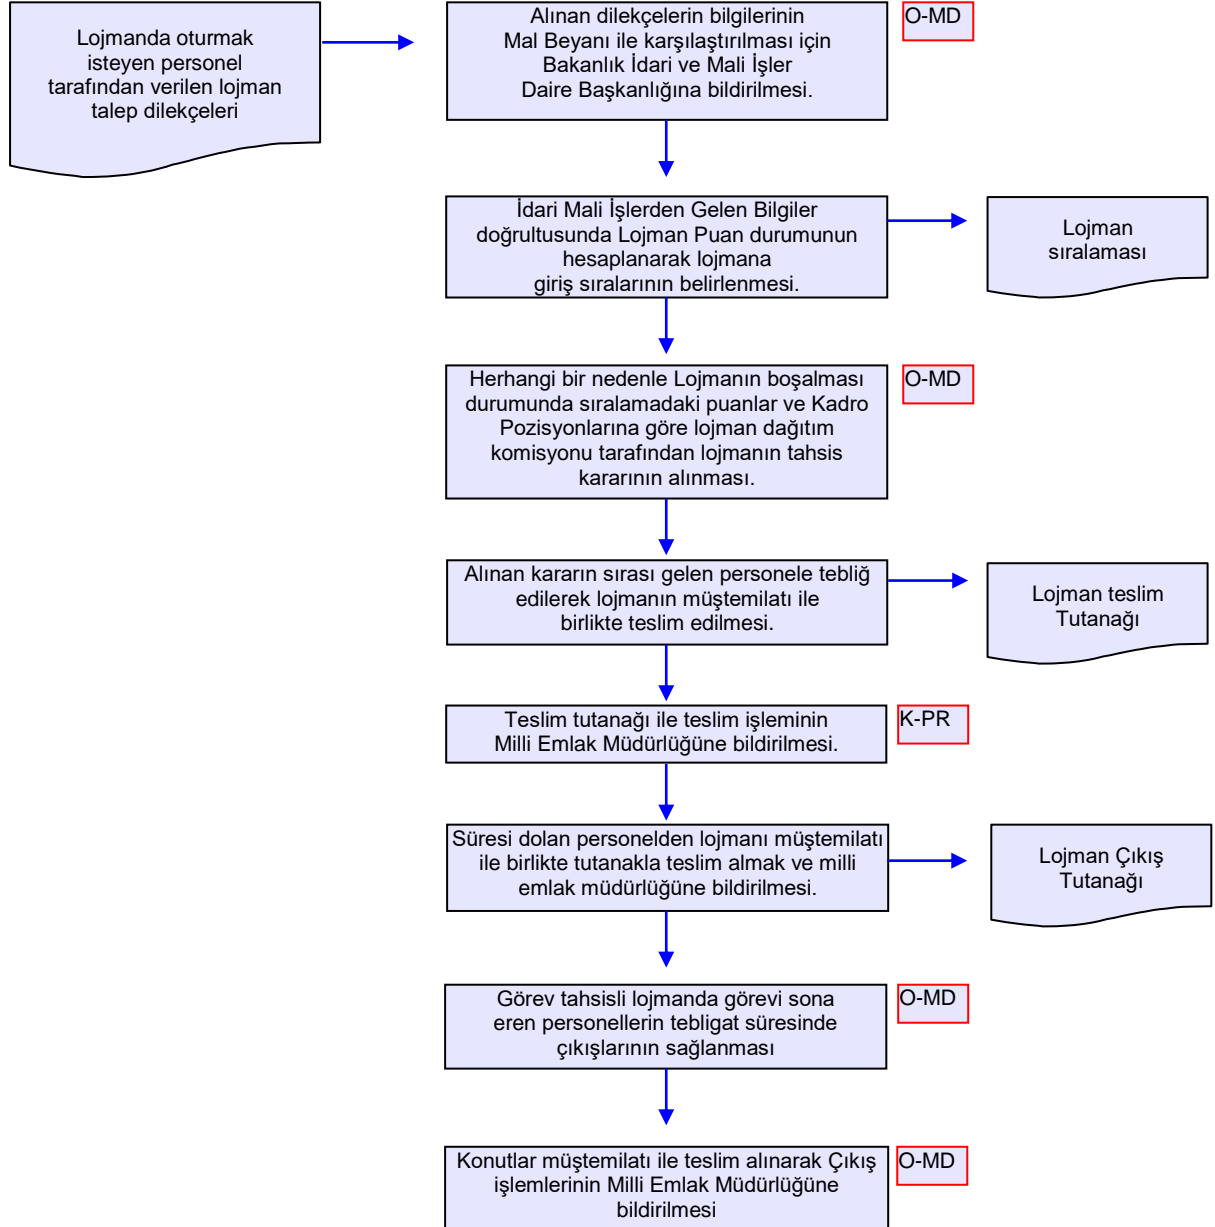 Lojmanda oturmak
isteyen personel
tarafından verilen lojman
talep dilekçeleri
Alınan dilekçelerin bilgilerinin
Mal Beyanı ile karşılaştırılması için
Bakanlık İdari ve Mali İşler
Daire Başkanlığına bildirilmesi.
O-MD
İdari Mali İşlerden Gelen Bilgiler
doğrultusunda Lojman Puan durumunun
hesaplanarak lojmana
giriş sıralarının belirlenmesi.
Lojman
sıralaması
Herhangi bir nedenle Lojmanın boşalması
durumunda sıralamadaki puanlar ve Kadro
Pozisyonlarına göre lojman dağıtım
komisyonu tarafından lojmanın tahsis
kararının alınması.
O-MD
Alınan kararın sırası gelen personele tebliğ
edilerek lojmanın müştemilatı ile
birlikte teslim edilmesi.
Lojman teslim
Tutanağı
Teslim tutanağı ile teslim işleminin
Milli Emlak Müdürlüğüne bildirilmesi.
K-PR
Süresi dolan personelden lojmanı müştemilatı
ile birlikte tutanakla teslim almak ve milli
emlak müdürlüğüne bildirilmesi.
Lojman Çıkış
Tutanağı
Görev tahsisli lojmanda görevi sona
eren personellerin tebligat süresinde
çıkışlarının sağlanması
O-MD
Konutlar müştemilatı ile teslim alınarak Çıkış
işlemlerinin Milli Emlak Müdürlüğüne
bildirilmesi
O-MD